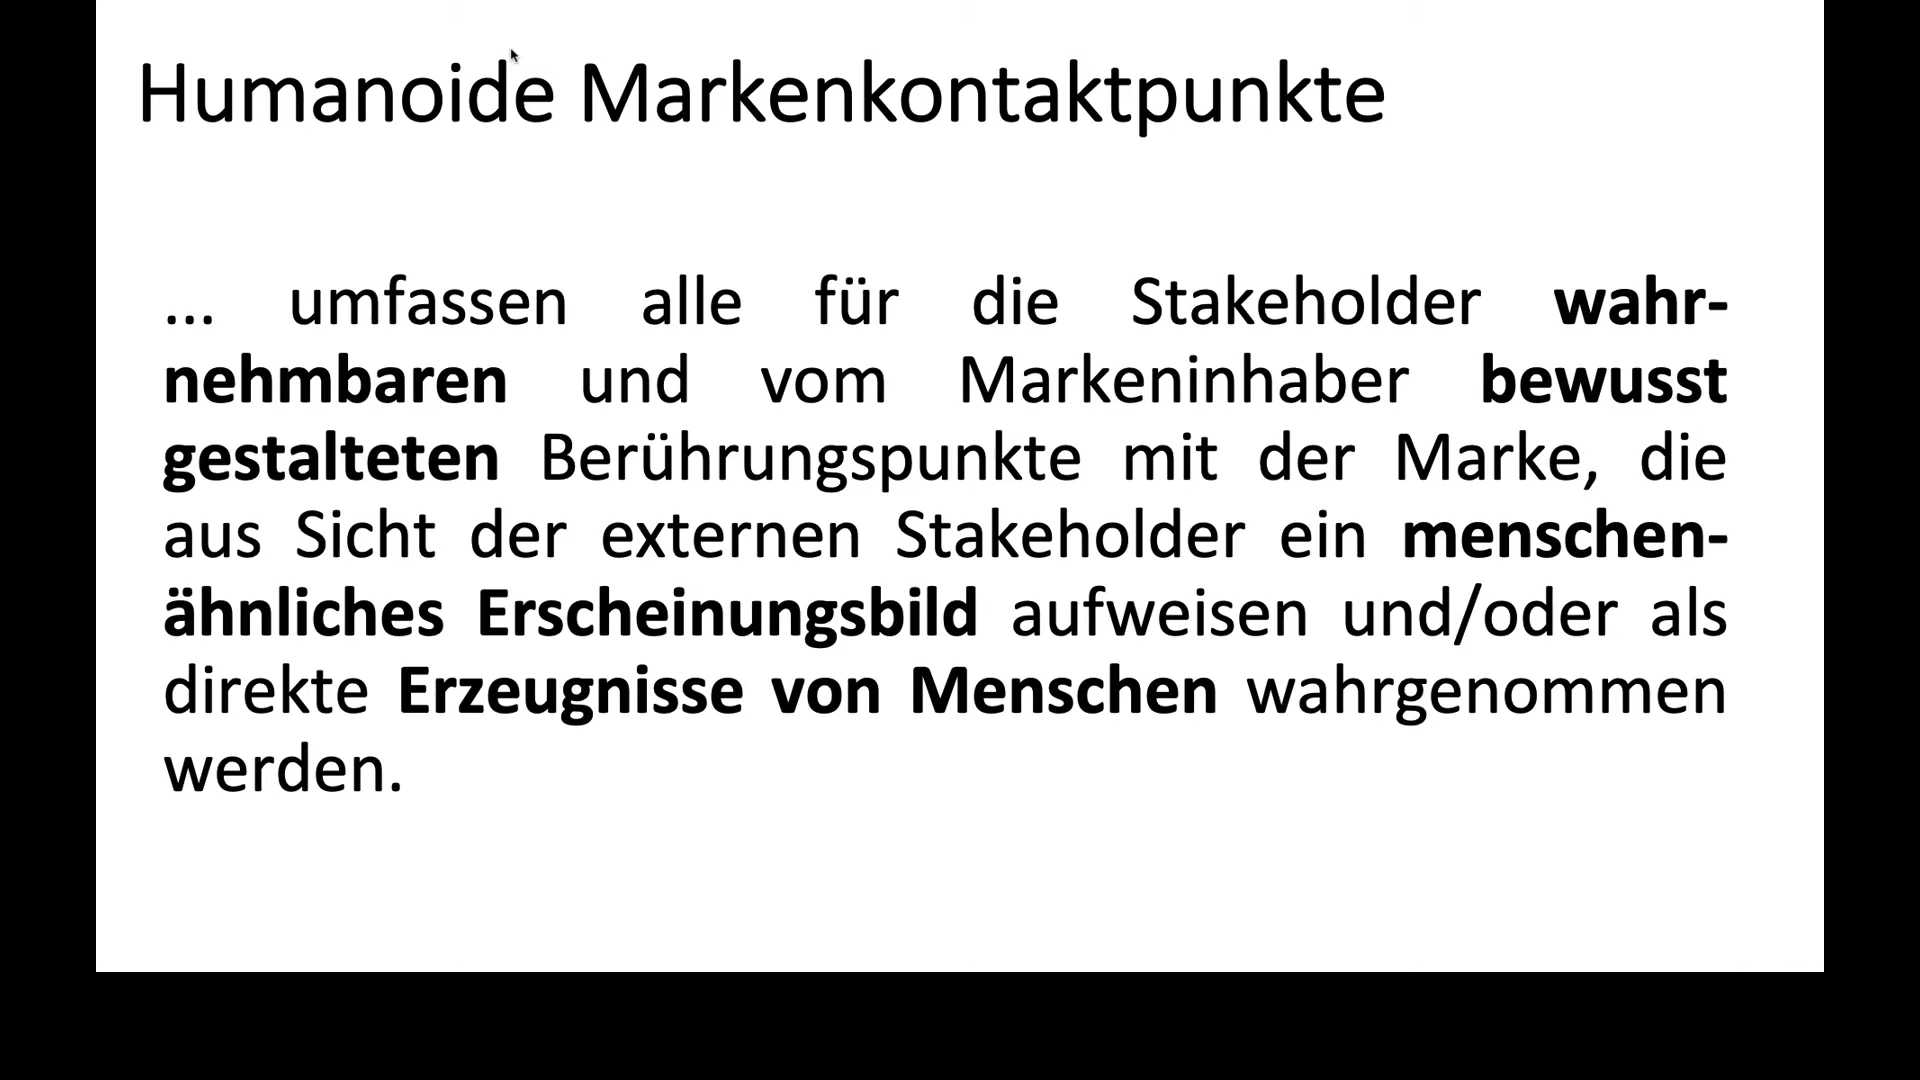 Humanoide Markenkontaktpunkte
... umfassen alle für die Stakeholder wahr-
nehmbaren und vom Markeninhaber bewusst
gestalteten Berührungspunkte mit der Marke, die
aus Sicht der externen Stakeholder ein menschen-
ähnliches Erscheinungsbild aufweisen und/oder als
direkte Erzeugnisse von Menschen wahrgenommen
werden.